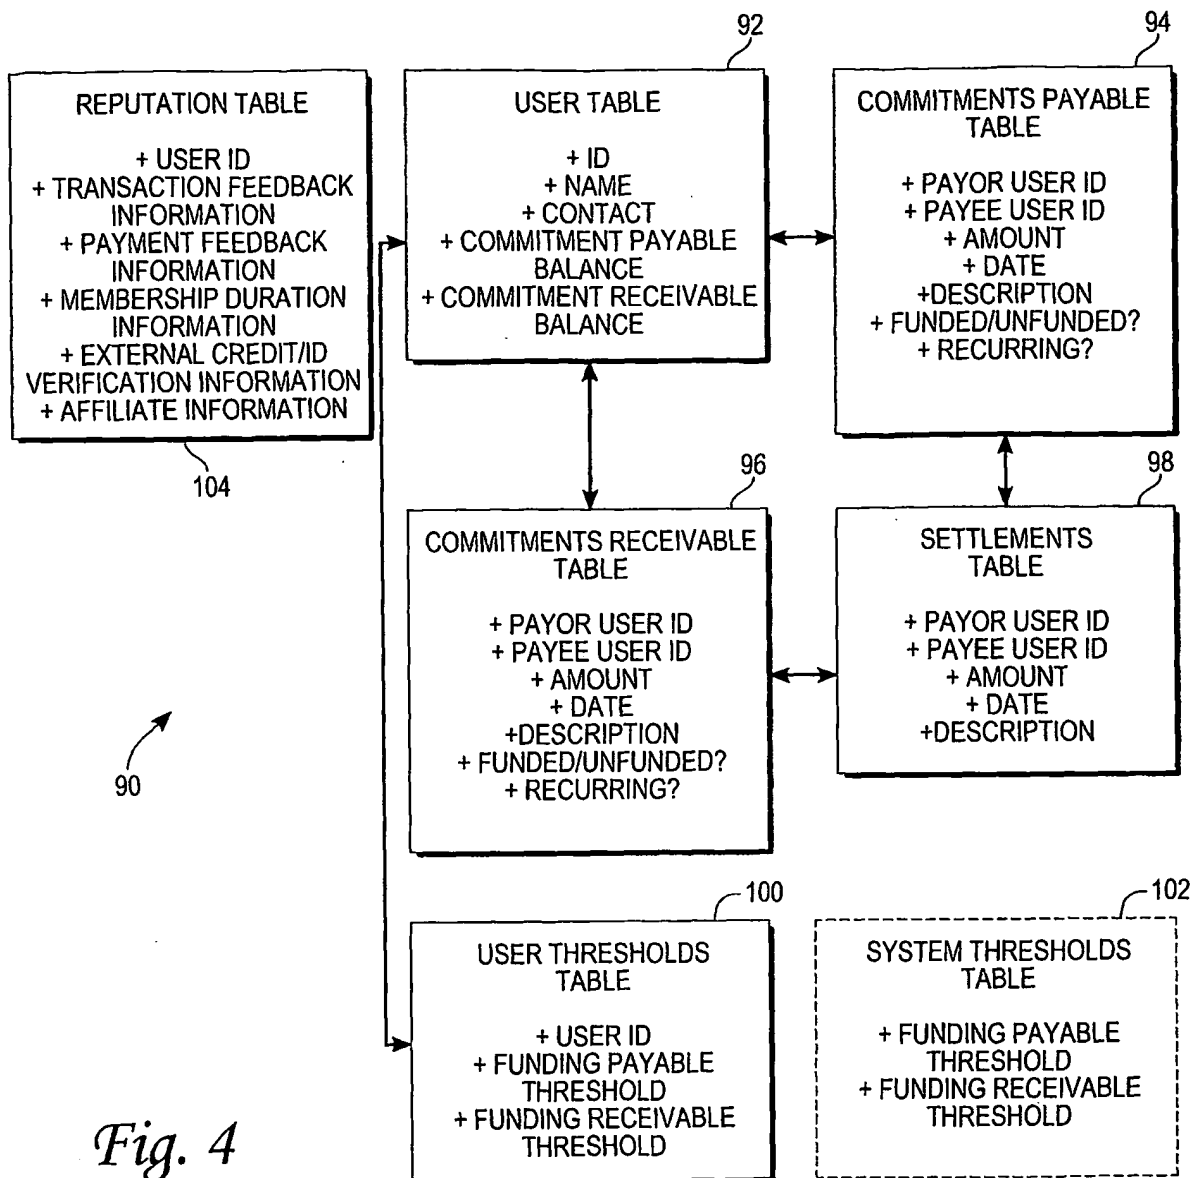 92
94
REPUTATION TABLE
+ USER ID
+ TRANSACTION FEEDBACK
INFORMATION
+ PAYMENT FEEDBACK
INFORMATION
+ MEMBERSHIP DURATION
INFORMATION
+ EXTERNAL CREDIT/ID
VERIFICATION INFORMATION
+ AFFILIATE INFORMATION
104
USER TABLE
+ ID
+ NAME
+ CONTACT
+ COMMITMENT PAYABLE
BALANCE
+ COMMITMENT RECEIVABLE
BALANCE
COMMITMENTS PAYABLE
TABLE
+ PAYOR USER ID
+ PAYEE USER ID
+ AMOUNT
+ DATE
+DESCRIPTION
+ FUNDED/UNFUNDED?
+ RECURRING?
96
98
COMMITMENTS RECEIVABLE
TABLE
+ PAYOR USER ID
+ PAYEE USER ID
+ AMOUNT
+ DATE
+DESCRIPTION
+ FUNDED/UNFUNDED?
+ RECURRING?
SETTLEMENTS
TABLE
+ PAYOR USER ID
+ PAYEE USER ID
+ AMOUNT
+ DATE
+DESCRIPTION
90
100
102
USER THRESHOLDS
TABLE
+ USER ID
+ FUNDING PAYABLE
THRESHOLD
+ FUNDING RECEIVABLE
THRESHOLD
SYSTEM THRESHOLDS
TABLE
+ FUNDING PAYABLE
THRESHOLD
+ FUNDING RECEIVABLE
THRESHOLD
Fig. 4